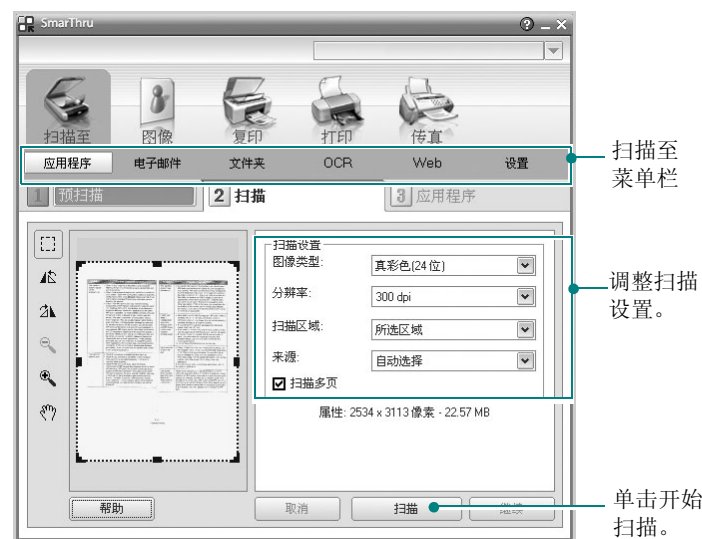 SmarThru
扫描至 图像 复印 打印 传真
应用程序 电子邮件 文件夹 OCR Web 设置
扫描至
菜单栏
1 预扫描 2 扫描 3 应用程序
扫描设置
图像类型: 真彩色(24 位)
分辨率: 300 dpi
扫描区域: 所选区域
来源: 自动选择
扫描多页
调整扫描
设置。
属性: 2534 x 3113 像素 - 22.57 MB
帮助 取消 扫描 继续
单击开始
扫描。